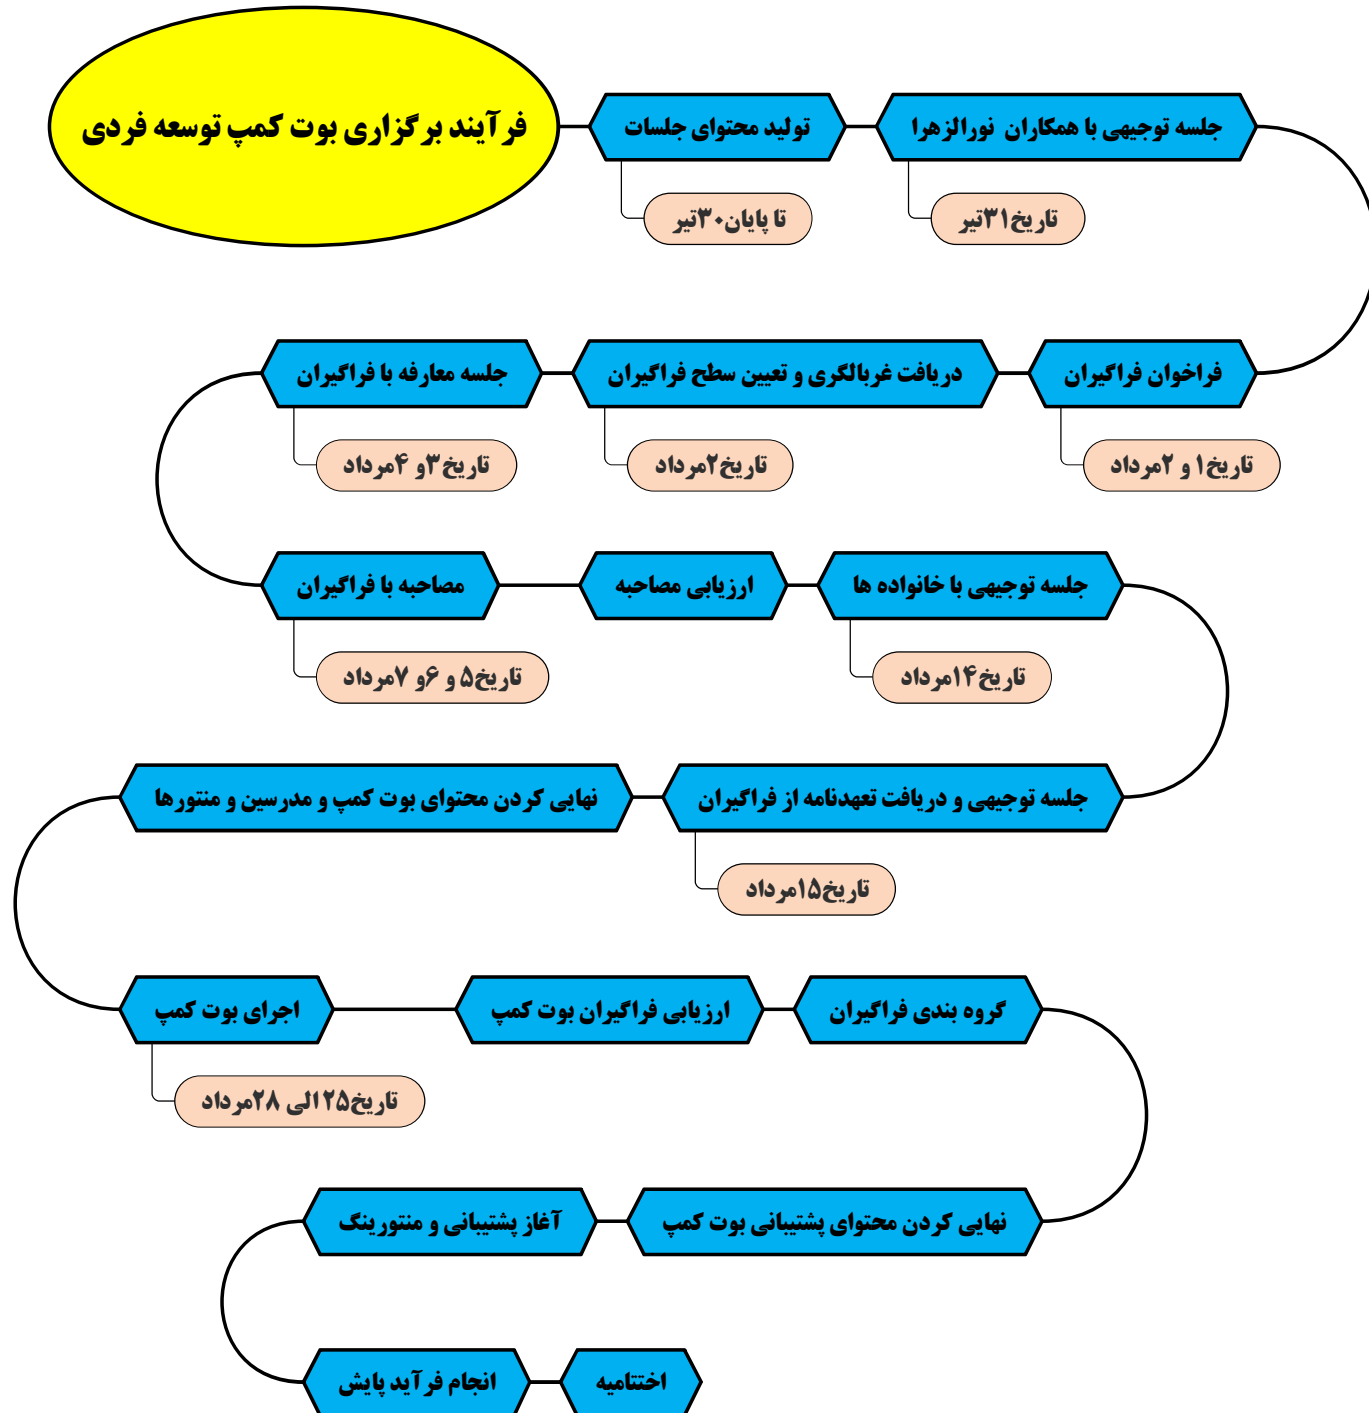 فرآیند برگزاری بوت کمپ توسعه فردی
تولید محتوای جلسات
تا پایان۳۰تیر
جلسه توجیهی با همکاران نورالزهرا
تاریخ۳۱تیر
فراخوان فراگیران
تاریخ۱ و ۲مرداد
دریافت غربالگری و تعیین سطح فراگیران
تاریخ۲مرداد
جلسه معارفه با فراگیران
تاریخ۳و ۴مرداد
مصاحبه با فراگیران
تاریخ۵ و ۶و ۷مرداد
ارزیابی مصاحبه
جلسه توجیهی با خانواده ها
تاریخ۱۴مرداد
جلسه توجیهی و دریافت تعهدنامه از فراگیران
تاریخ۱۵مرداد
نهایی کردن محتوای بوت کمپ و مدرسین و منتورها
اجرای بوت کمپ
تاریخ۲۵ الی ۲۸مرداد
ارزیابی فراگیران بوت کمپ
گروه بندی فراگیران
نهایی کردن محتوای پشتیبانی بوت کمپ
آغاز پشتیبانی و منتورینگ
انجام فرآید پایش
اختتامیه